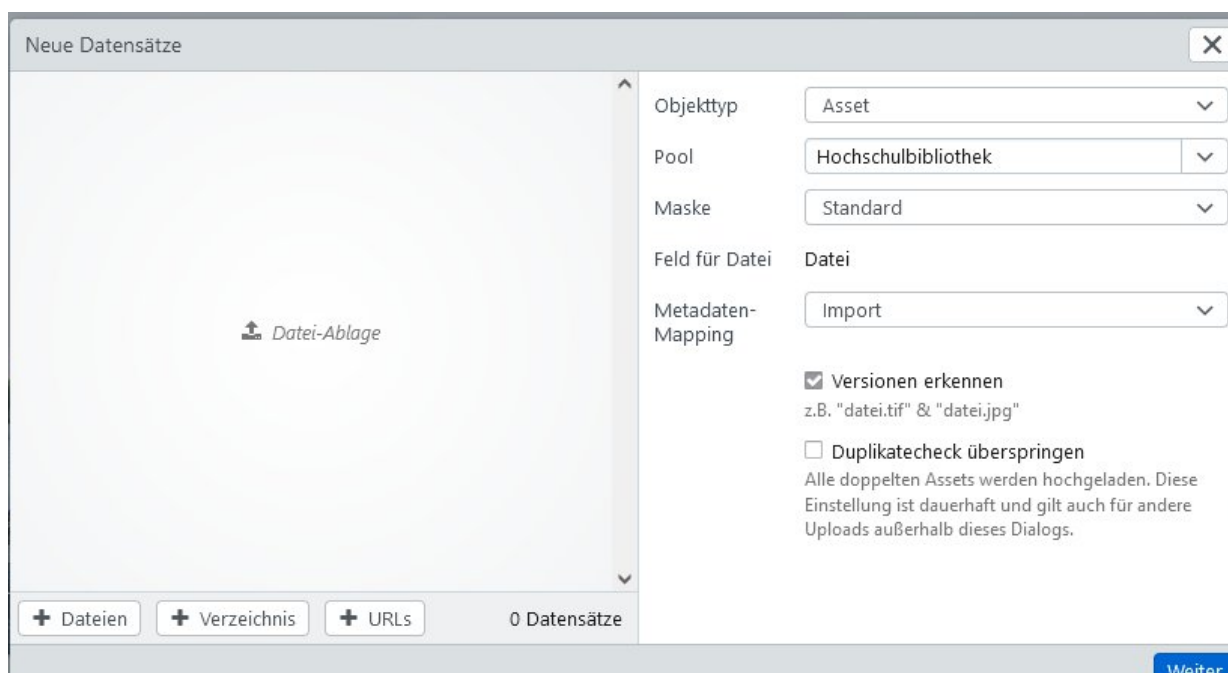 Neue Datensätze
Objekttyp Asset
Pool Hochschulbibliothek
Maske Standard
Feld für Datei Datei
Metadaten-
Mapping Import
Datei-Ablage
Versionen erkennen
z.B. "datei.tif" & "datei.jpg"
Duplikatecheck überspringen
Alle doppelten Assets werden hochgeladen. Diese
Einstellung ist dauerhaft und gilt auch für andere
Uploads außerhalb dieses Dialogs.
+ Dateien + Verzeichnis + URLs 0 Datensätze
Weiter